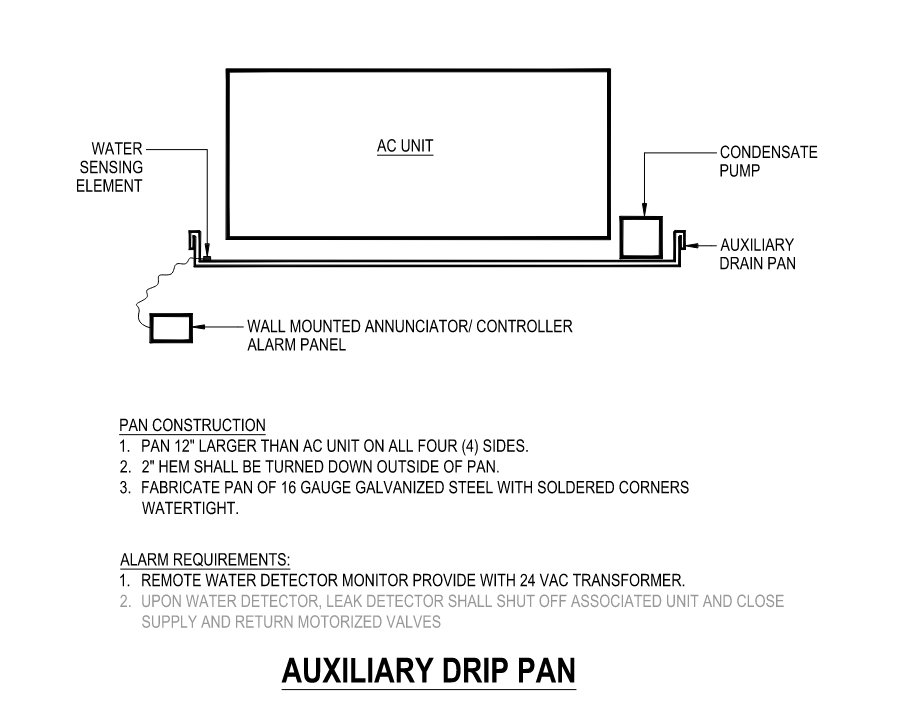 AC UNIT
WATER
SENSING
ELEMENT
CONDENSATE
PUMP
AUXILIARY
DRAIN PAN
WALL MOUNTED ANNUNCIATOR/ CONTROLLER
ALARM PANEL
PAN CONSTRUCTION
1. PAN 12" LARGER THAN AC UNIT ON ALL FOUR (4) SIDES.
2. 2" HEM SHALL BE TURNED DOWN OUTSIDE OF PAN.
3. FABRICATE PAN OF 16 GAUGE GALVANIZED STEEL WITH SOLDERED CORNERS
WATERTIGHT.
ALARM REQUIREMENTS:
1. REMOTE WATER DETECTOR MONITOR PROVIDE WITH 24 VAC TRANSFORMER.
2. UPON WATER DETECTOR, LEAK DETECTOR SHALL SHUT OFF ASSOCIATED UNIT AND CLOSE
SUPPLY AND RETURN MOTORIZED VALVES
AUXILIARY DRIP PAN